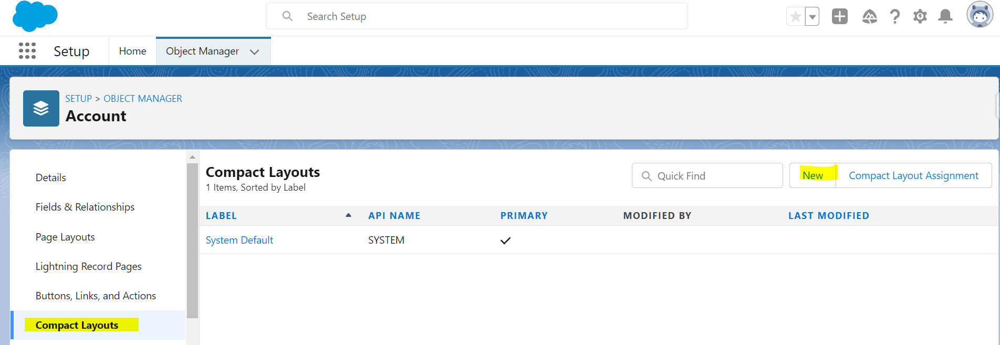 Search Setup
Setup
Home
Object Manager
SETUP > OBJECT MANAGER
Account
Details
Fields & Relationships
Page Layouts
Lightning Record Pages
Buttons, Links, and Actions
Compact Layouts
Compact Layouts
1 Items, Sorted by Label
Quick Find
New
Compact Layout Assignment
LABEL API NAME PRIMARY MODIFIED BY LAST MODIFIED
System Default SYSTEM